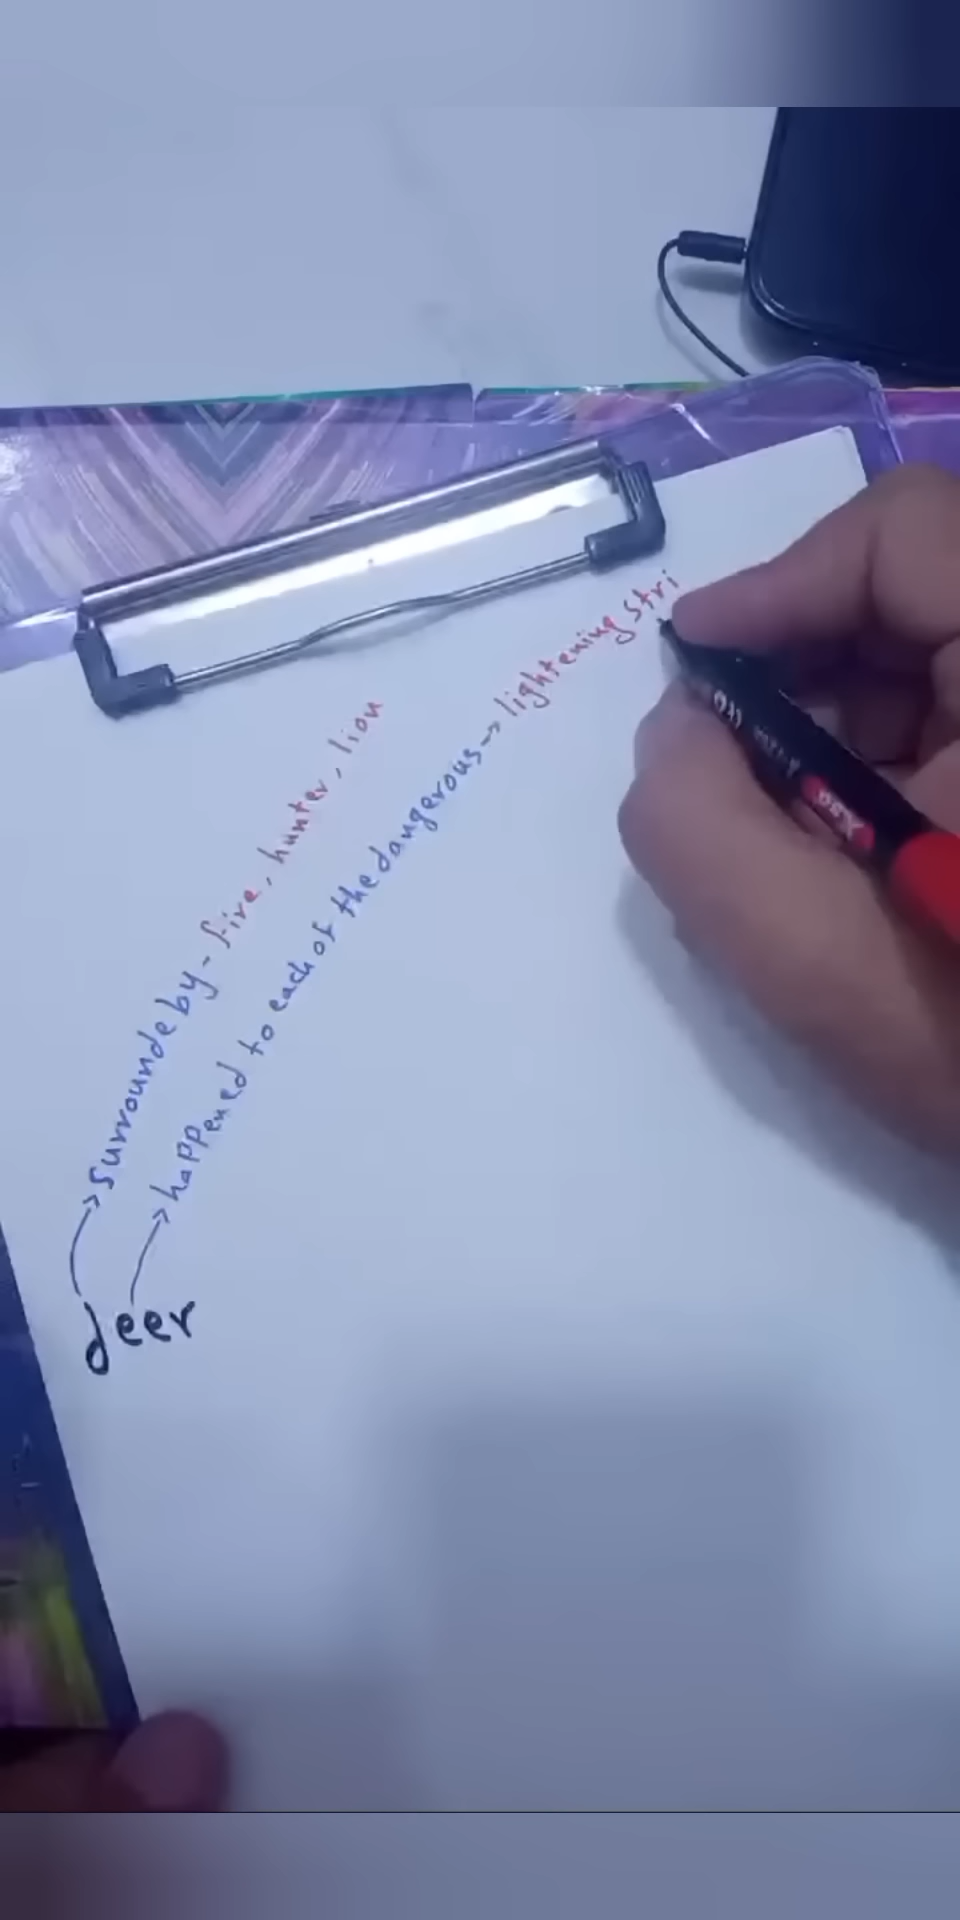 surrounde by - fire, hunter, lion
happened to each of the dangerous -> lightening stri
deer